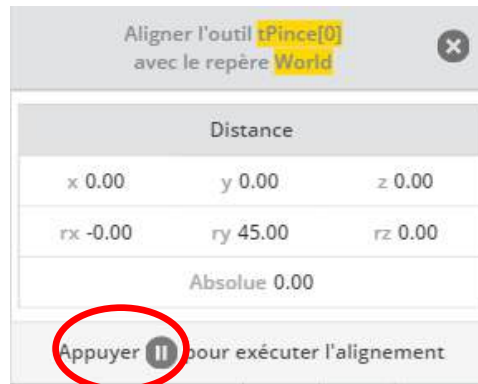 Aligner l'outil tPince[0]
avec le repère World
Distance
x 0.00 y 0.00 z 0.00
rx -0.00 ry 45.00 rz 0.00
Absolue 0.00
Appuyer pour exécuter l'alignement